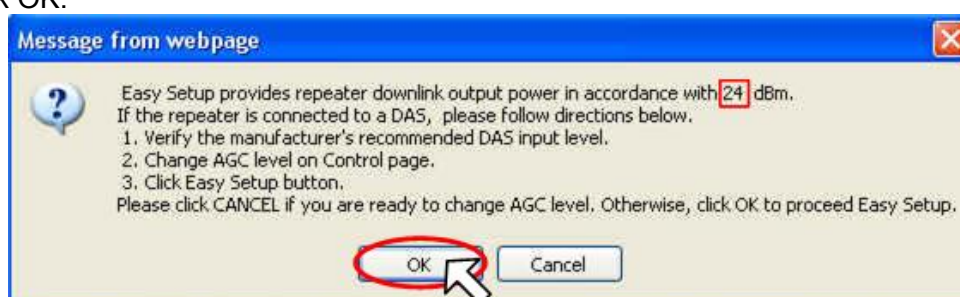 OK.
Message from webpage
Easy Setup provides repeater downlink output power in accordance with 24 dBm.
If the repeater is connected to a DAS, please follow directions below.
1. Verify the manufacturer's recommended DAS input level.
2. Change AGC level on Control page.
3. Click Easy Setup button.
Please click CANCEL if you are ready to change AGC level. Otherwise, click OK to proceed Easy Setup.
OK Cancel